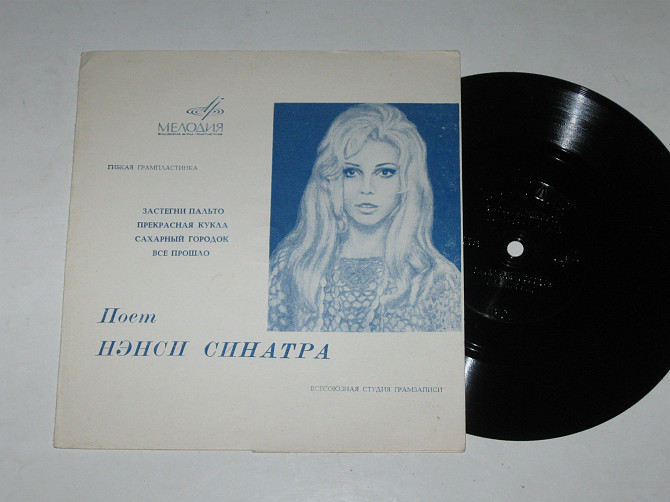 МЕЛОДИЯ
ГИБКАЯ ГРАМПЛАСТИНКА
ЗАСТЕГНИ ПАЛЬТО
ПРЕКРАСНАЯ КУКЛА
САХАРНЫЙ ГОРОДОК
ВСЕ ПРОШЛО
Поет
НЭНСИ СИНАТРА
ВСЕСОЮЗНАЯ СТУДИЯ ГРАМЗАПИСИ